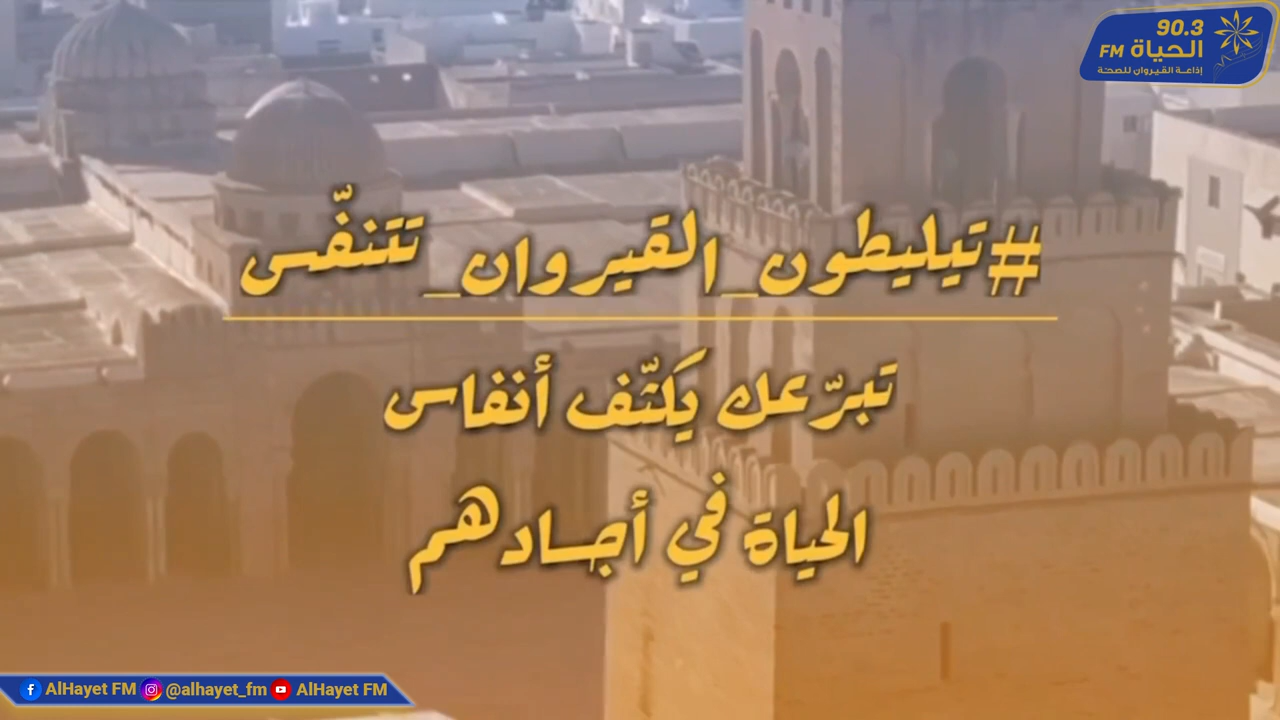 90.3
الحياة FM
إذاعة القيروان للصحة
#تيليطون_القيروان_تتنفّس
تبرّعك يكثّف أنفاس
الحياة في أجسادهم
AlHayet FM @alhayet_fm AlHayet FM